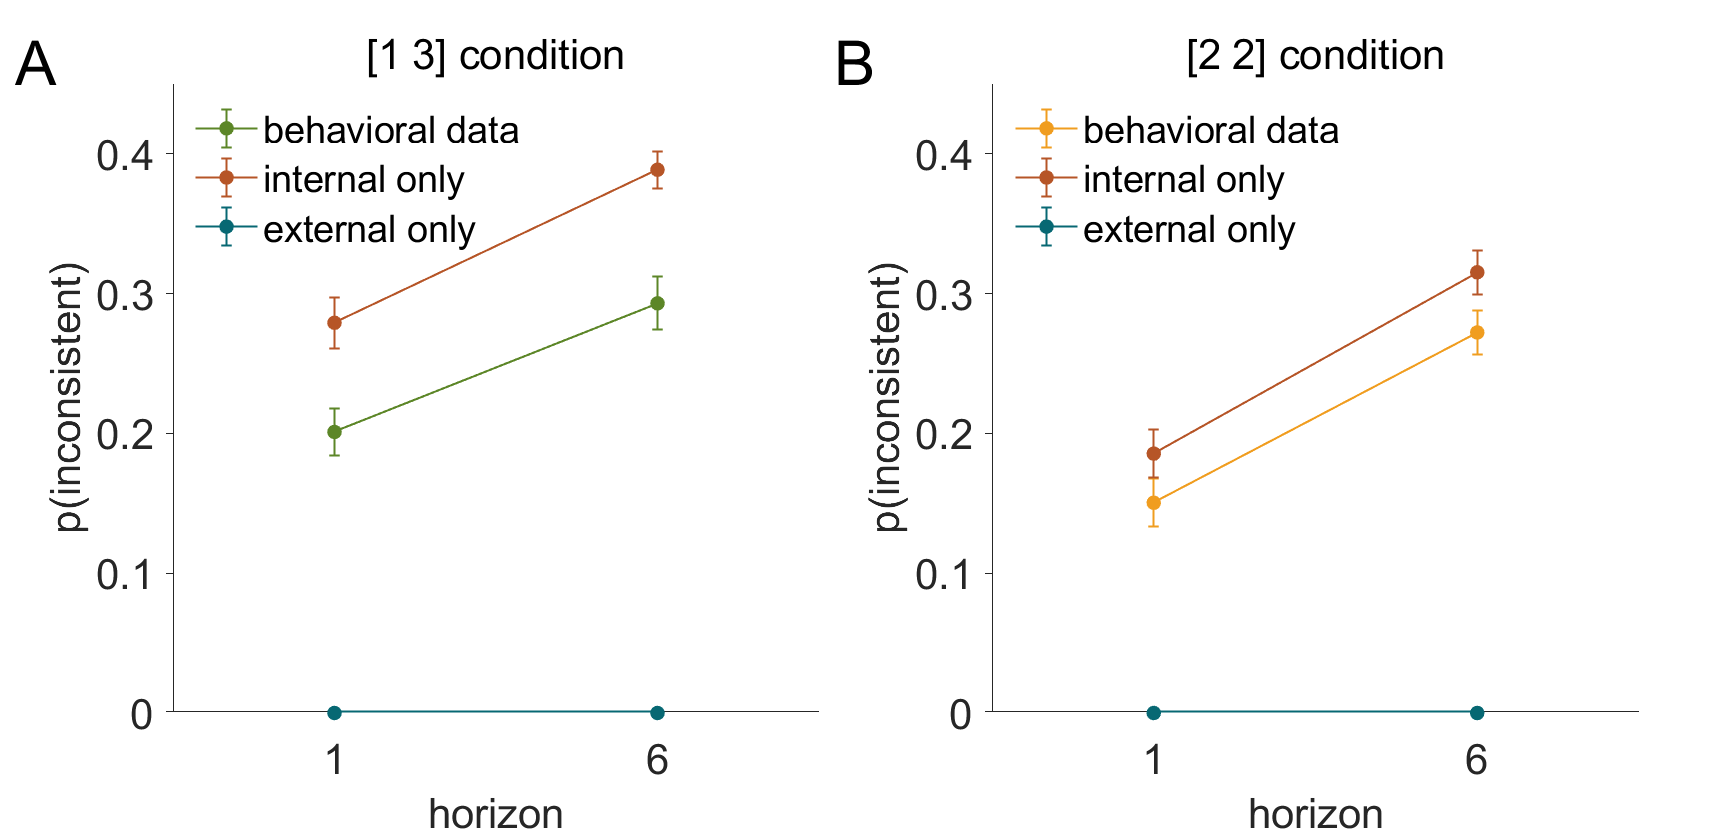 A
[1 3] condition
behavioral data
internal only
external only
0.4
0.3
0.2
0.1
0
p(inconsistent)
1
6
horizon
B
[2 2] condition
behavioral data
internal only
external only
0.4
0.3
0.2
0.1
0
p(inconsistent)
1
6
horizon